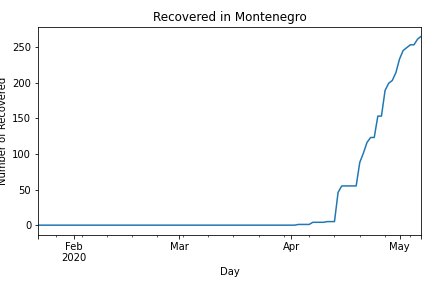 Recovered in Montenegro
Number of Recovered
250
200
150
100
50
0
Feb
2020
Mar
Apr
May
Day